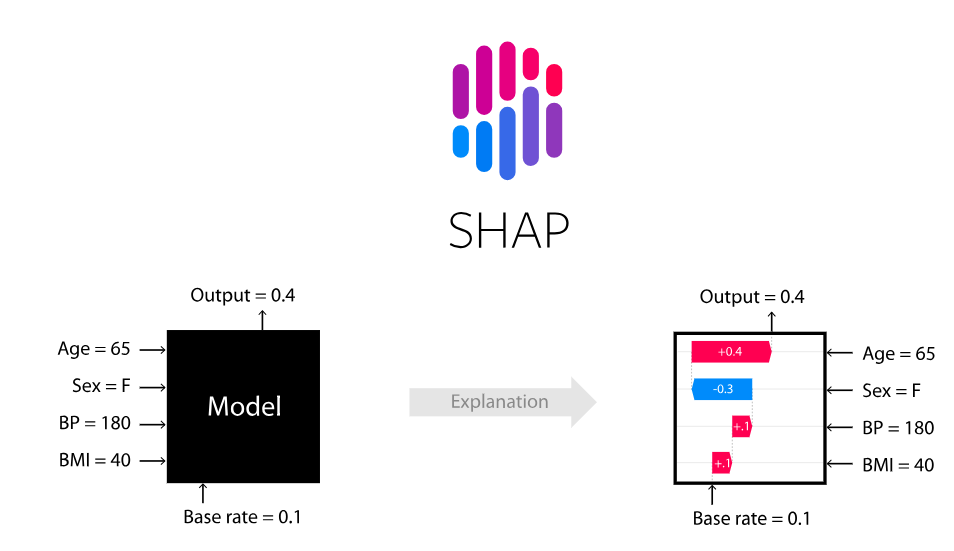 SHAP
Output = 0.4
Age = 65
Sex = F
BP = 180
BMI = 40
Model
Base rate = 0.1
Explanation
Output = 0.4
+0.4
-0.3
+.1
+.1
Age = 65
Sex = F
BP = 180
BMI = 40
Base rate = 0.1